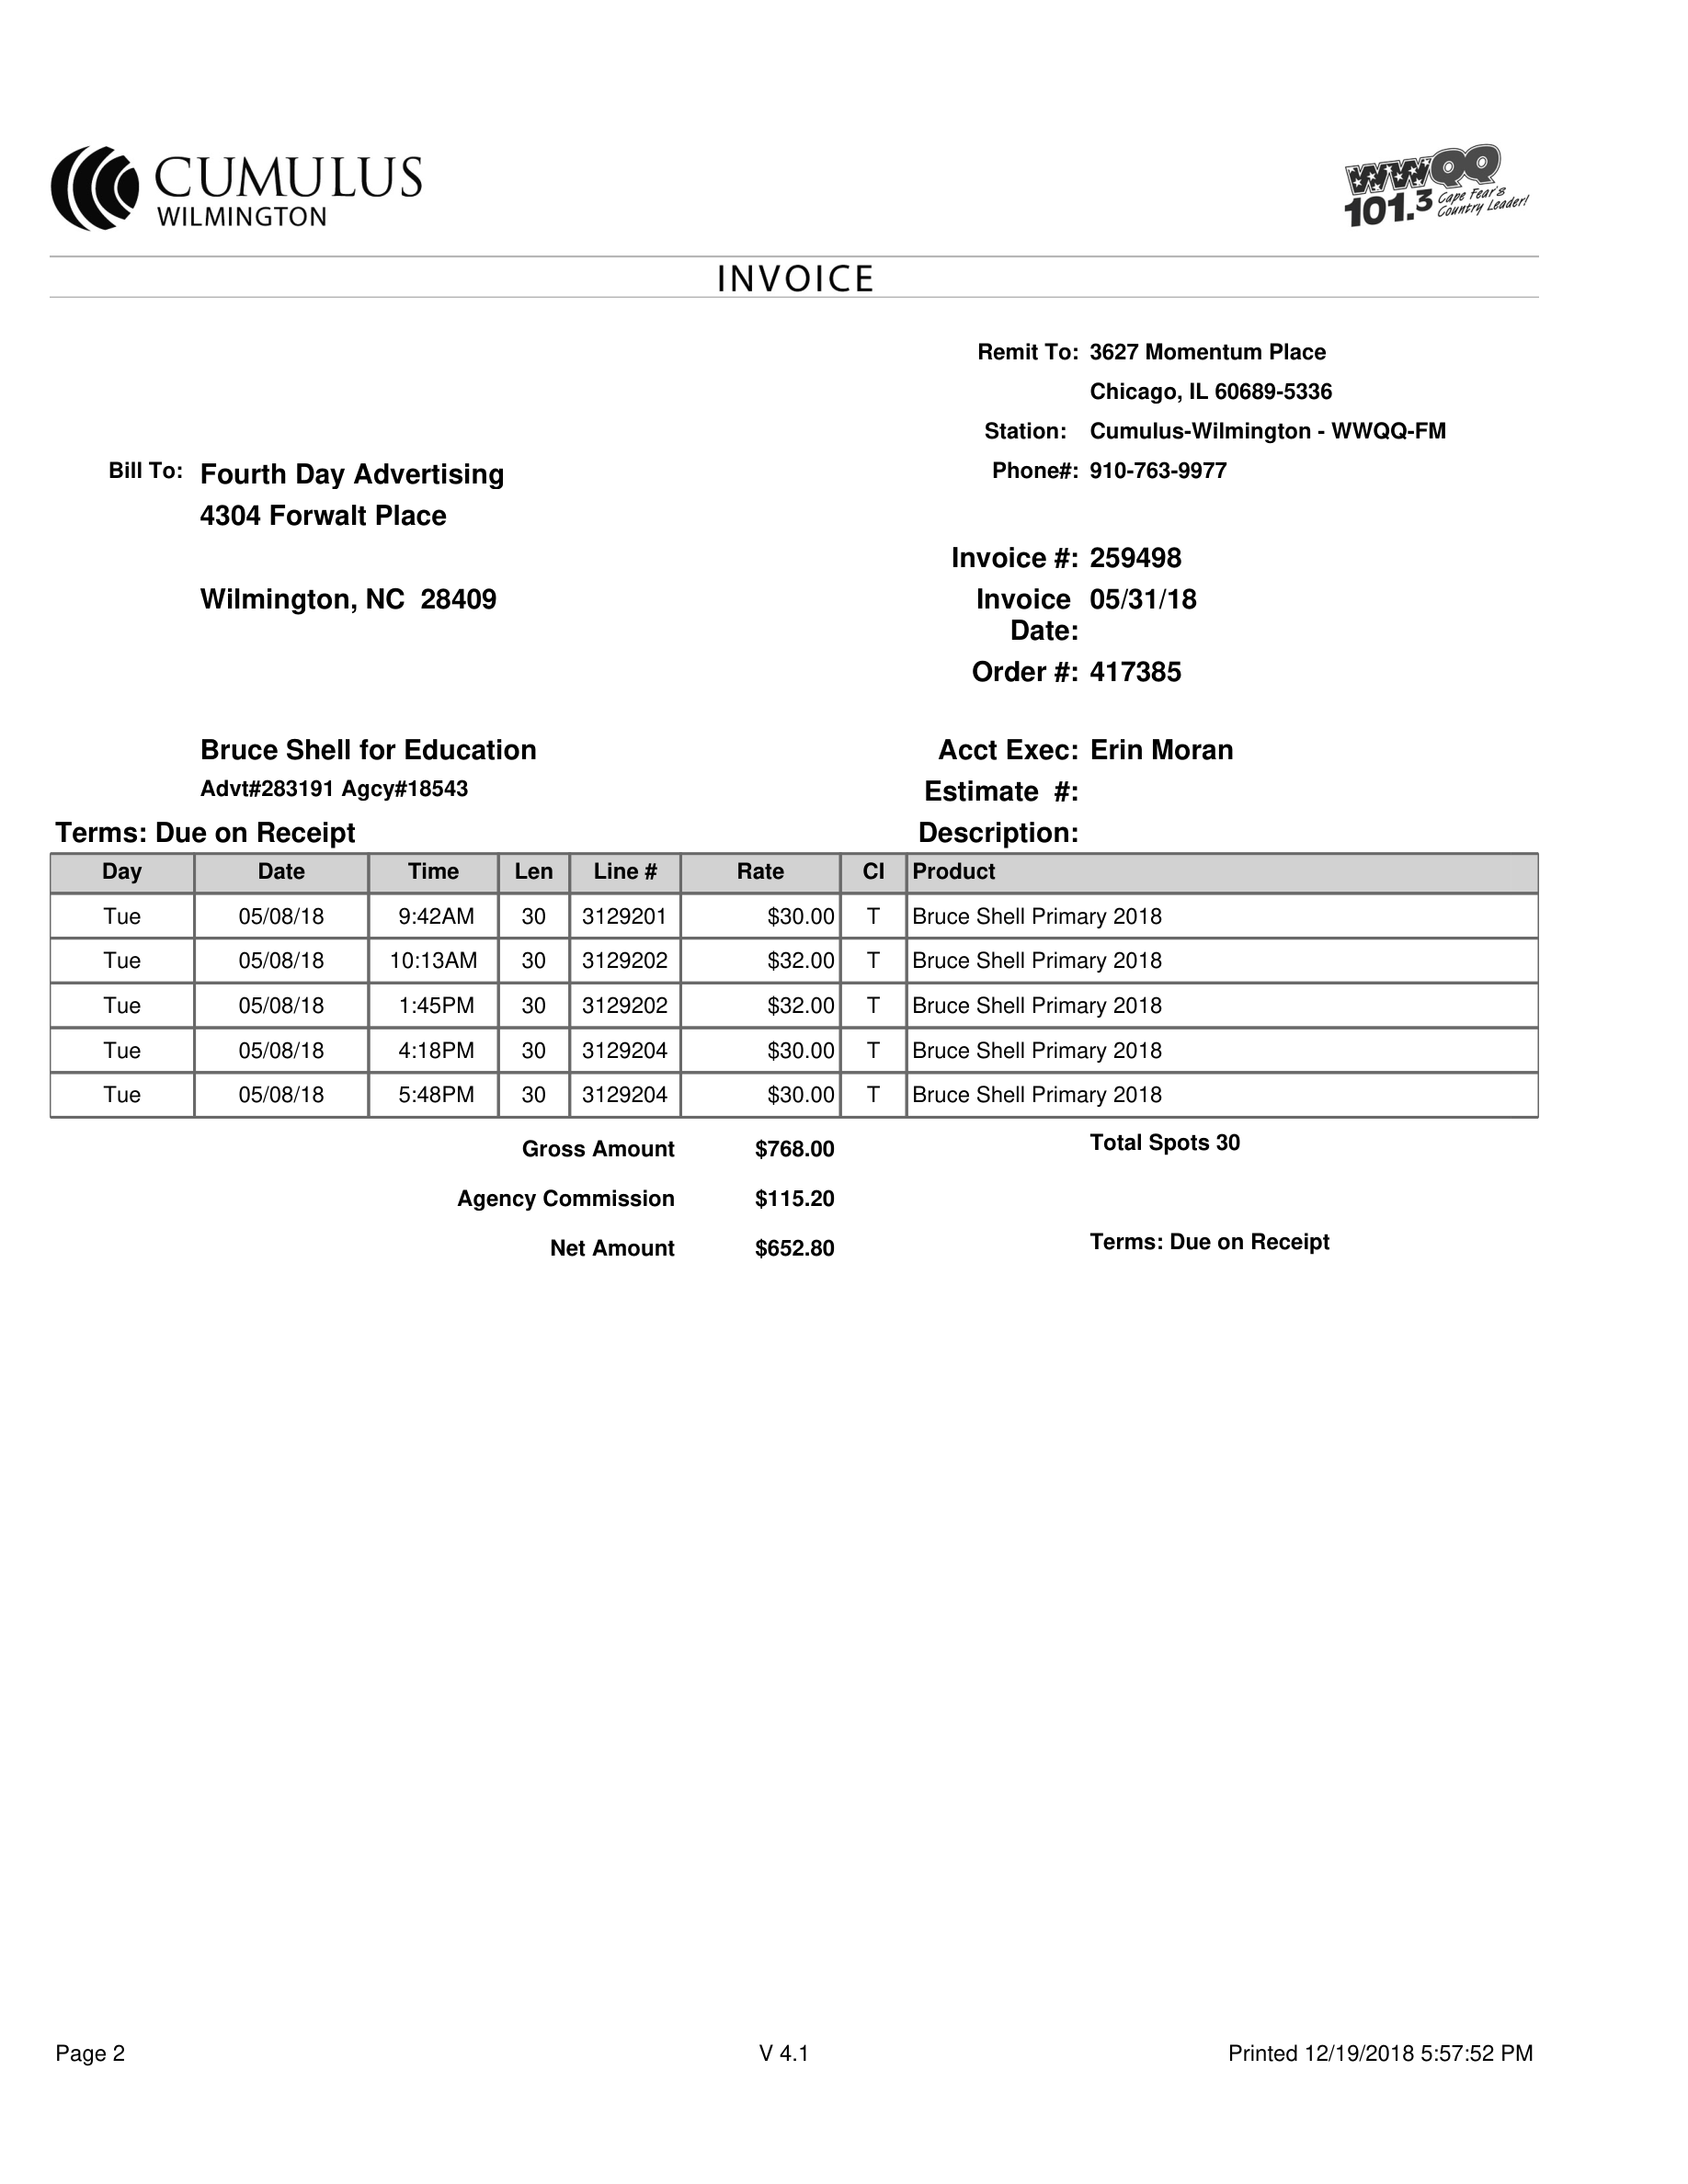 CUMULUS
WILMINGTON
WWQQ
101.3 Cape Fear's
Country Leader!
INVOICE
Remit To: 3627 Momentum Place
Chicago, IL 60689-5336
Station: Cumulus-Wilmington - WWQQ-FM
Bill To: Fourth Day Advertising
Phone#: 910-763-9977
4304 Forwalt Place
Invoice #: 259498
Wilmington, NC 28409
Invoice 05/31/18
Date:
Order #: 417385
Bruce Shell for Education
Acct Exec: Erin Moran
Advt#283191 Agcy#18543
Estimate #:
Terms: Due on Receipt
Description:
Day Date Time Len Line # Rate Cl Product
Tue 05/08/18 9:42AM 30 3129201 $30.00 T Bruce Shell Primary 2018
Tue 05/08/18 10:13AM 30 3129202 $32.00 T Bruce Shell Primary 2018
Tue 05/08/18 1:45PM 30 3129202 $32.00 T Bruce Shell Primary 2018
Tue 05/08/18 4:18PM 30 3129204 $30.00 T Bruce Shell Primary 2018
Tue 05/08/18 5:48PM 30 3129204 $30.00 T Bruce Shell Primary 2018
Gross Amount $768.00 Total Spots 30
Agency Commission $115.20
Net Amount $652.80 Terms: Due on Receipt
Page 2 V 4.1 Printed 12/19/2018 5:57:52 PM